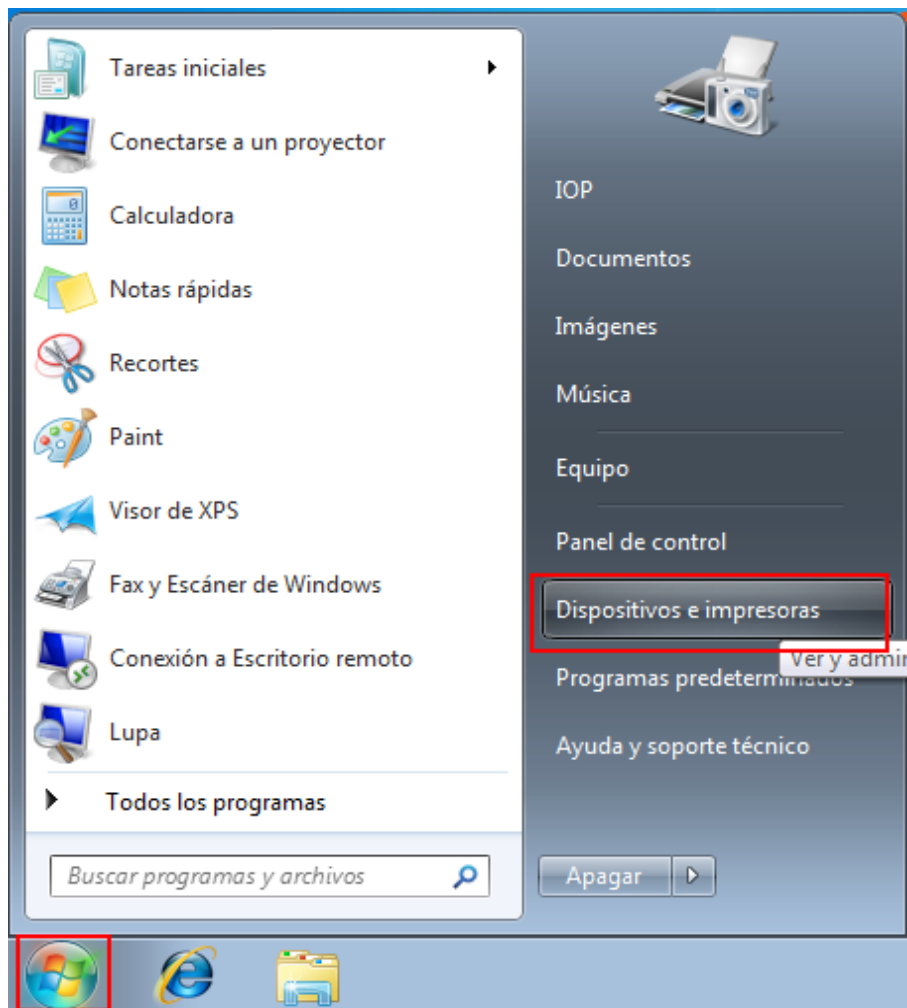 Tareas iniciales
Conectarse a un proyector
Calculadora
Notas rápidas
Recortes
Paint
Visor de XPS
Fax y Escáner de Windows
Conexión a Escritorio remoto
Lupa
Todos los programas
Buscar programas y archivos
IOP
Documentos
Imágenes
Música
Equipo
Panel de control
Dispositivos e impresoras
Ver y admin
Programas predeterminados
Ayuda y soporte técnico
Apagar